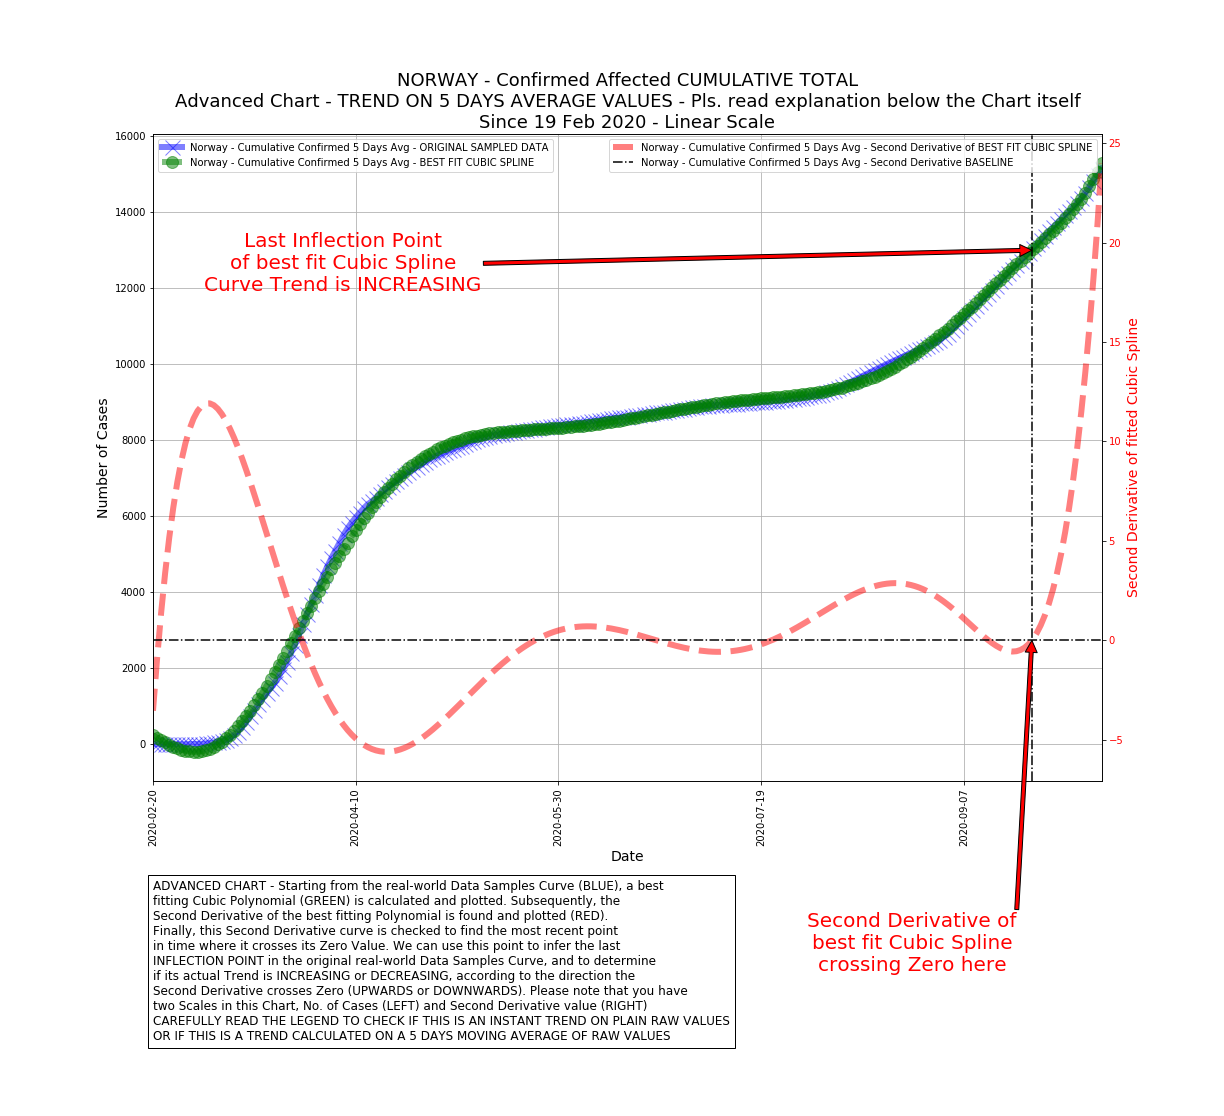 NORWAY - Confirmed Affected CUMULATIVE TOTAL
Advanced Chart - TREND ON 5 DAYS AVERAGE VALUES - Pls. read explanation below the Chart itself
Since 19 Feb 2020 - Linear Scale
Norway - Cumulative Confirmed 5 Days Avg - ORIGINAL SAMPLED DATA
Norway - Cumulative Confirmed 5 Days Avg - BEST FIT CUBIC SPLINE
Norway - Cumulative Confirmed 5 Days Avg - Second Derivative of BEST FIT CUBIC SPLINE
Norway - Cumulative Confirmed 5 Days Avg - Second Derivative BASELINE
Last Inflection Point
of best fit Cubic Spline
Curve Trend is INCREASING
Number of Cases
16000
14000
12000
10000
8000
6000
4000
2000
0
25
20
15
10
5
0
−5
Second Derivative of fitted Cubic Spline
2020-02-20
2020-04-10
2020-05-30
2020-07-19
2020-09-07
Date
ADVANCED CHART - Starting from the real-world Data Samples Curve (BLUE), a best
fitting Cubic Polynomial (GREEN) is calculated and plotted. Subsequently, the
Second Derivative of the best fitting Polynomial is found and plotted (RED).
Finally, this Second Derivative curve is checked to find the most recent point
in time where it crosses its Zero Value. We can use this point to infer the last
INFLECTION POINT in the original real-world Data Samples Curve, and to determine
if its actual Trend is INCREASING or DECREASING, according to the direction the
Second Derivative crosses Zero (UPWARDS or DOWNWARDS). Please note that you have
two Scales in this Chart, No. of Cases (LEFT) and Second Derivative value (RIGHT)
CAREFULLY READ THE LEGEND TO CHECK IF THIS IS AN INSTANT TREND ON PLAIN RAW VALUES
OR IF THIS IS A TREND CALCULATED ON A 5 DAYS MOVING AVERAGE OF RAW VALUES
Second Derivative of
best fit Cubic Spline
crossing Zero here